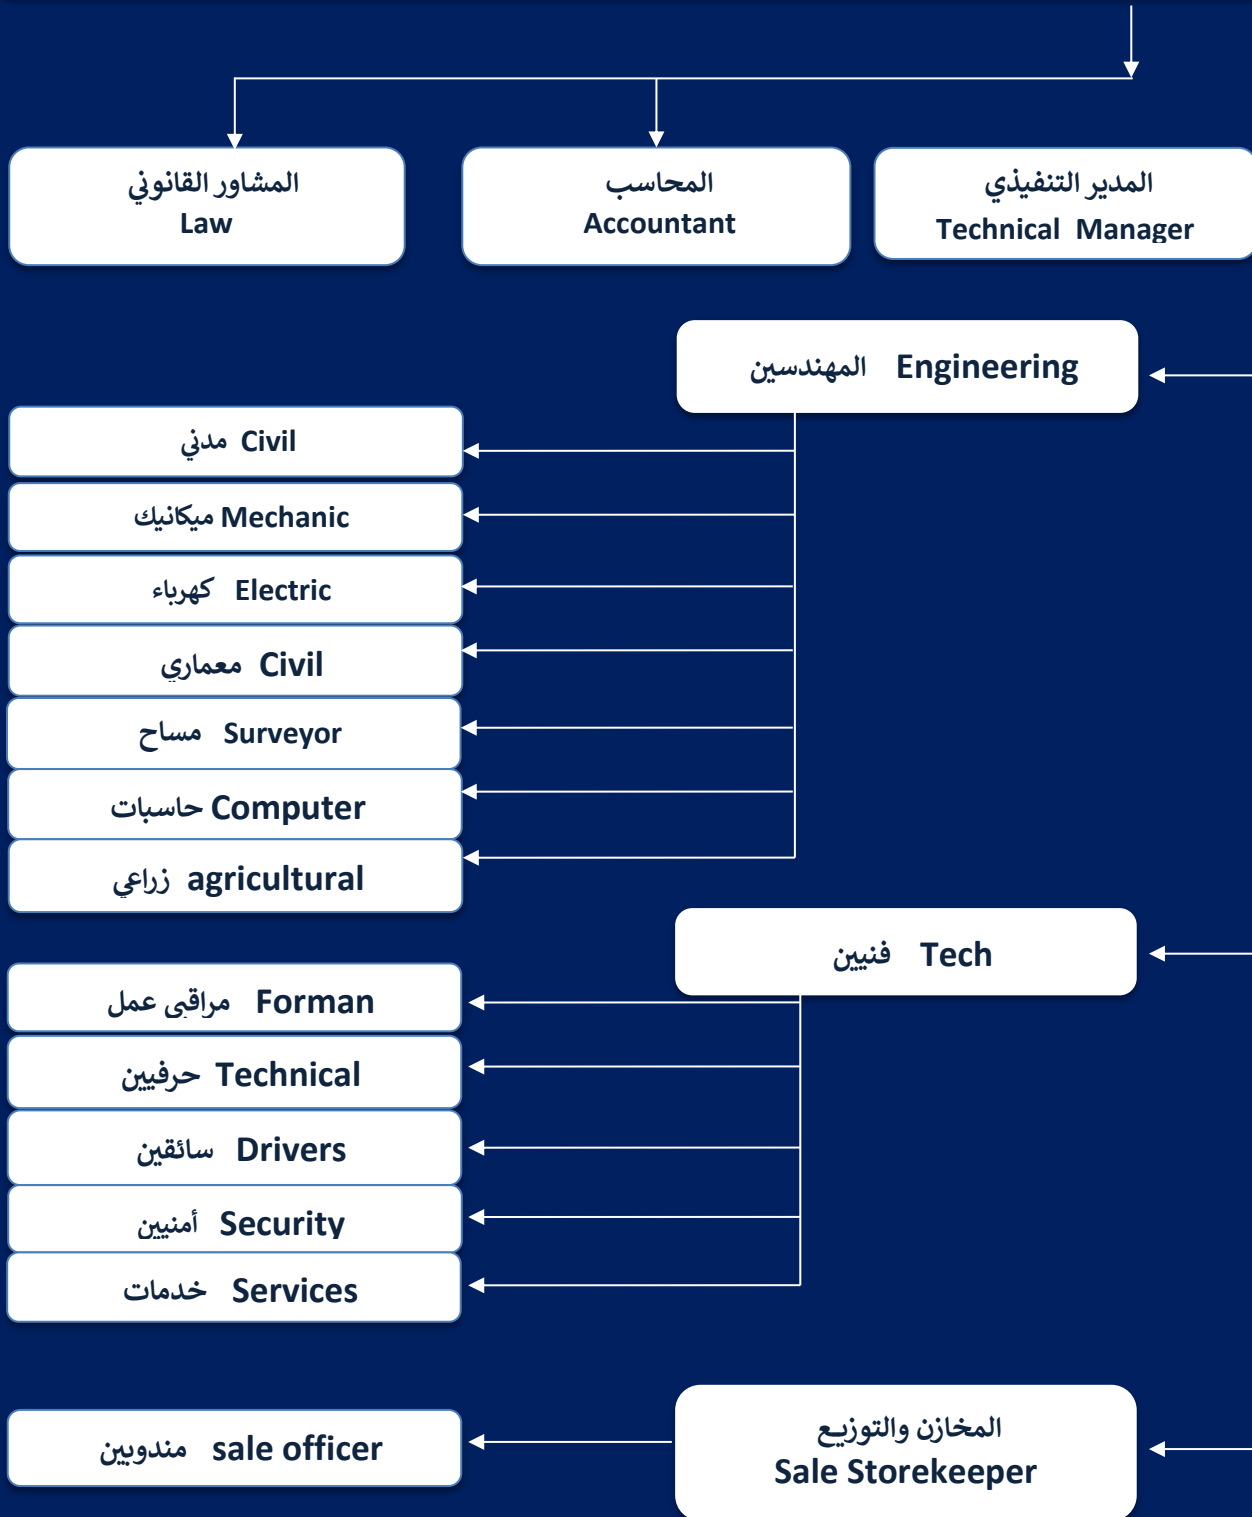 المشاور القانوني
Law
المحاسب
Accountant
المدير التنفيذي
Technical Manager
المهندسين Engineering
مدني Civil
ميكانيك Mechanic
كهرباء Electric
معماري Civil
مساح Surveyor
حاسبات Computer
زراعي agricultural
فنيين Tech
مراقبي عمل Forman
حرفيين Technical
سائقين Drivers
أمنيين Security
خدمات Services
المخازن والتوزيع
Sale Storekeeper
مندوبين sale officer